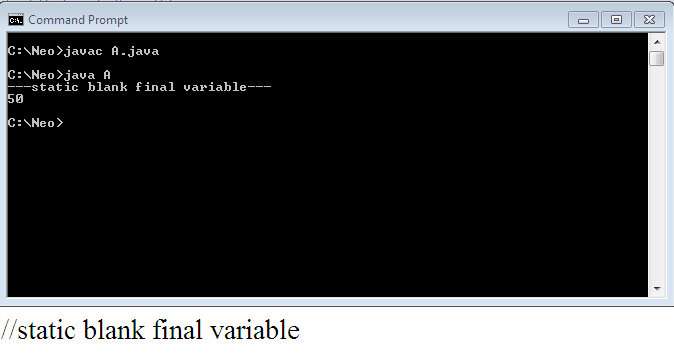 Command Prompt
C:\Neo>javac A.java
C:\Neo>java A
---static blank final variable---
50
C:\Neo>
//static blank final variable